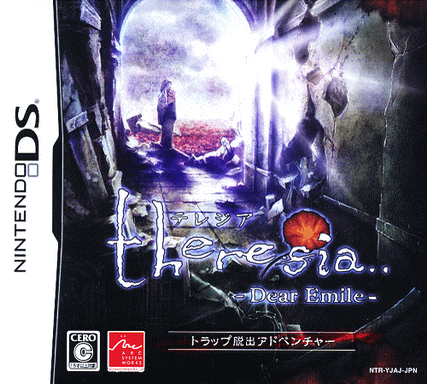 NINTENDO DS
テレシア
theresia..
-Dear Emile-
トラップ脱出アドベンチャー
CERO
C
ARC
SYSTEM
WORKS
NTR-YJAJ-JPN